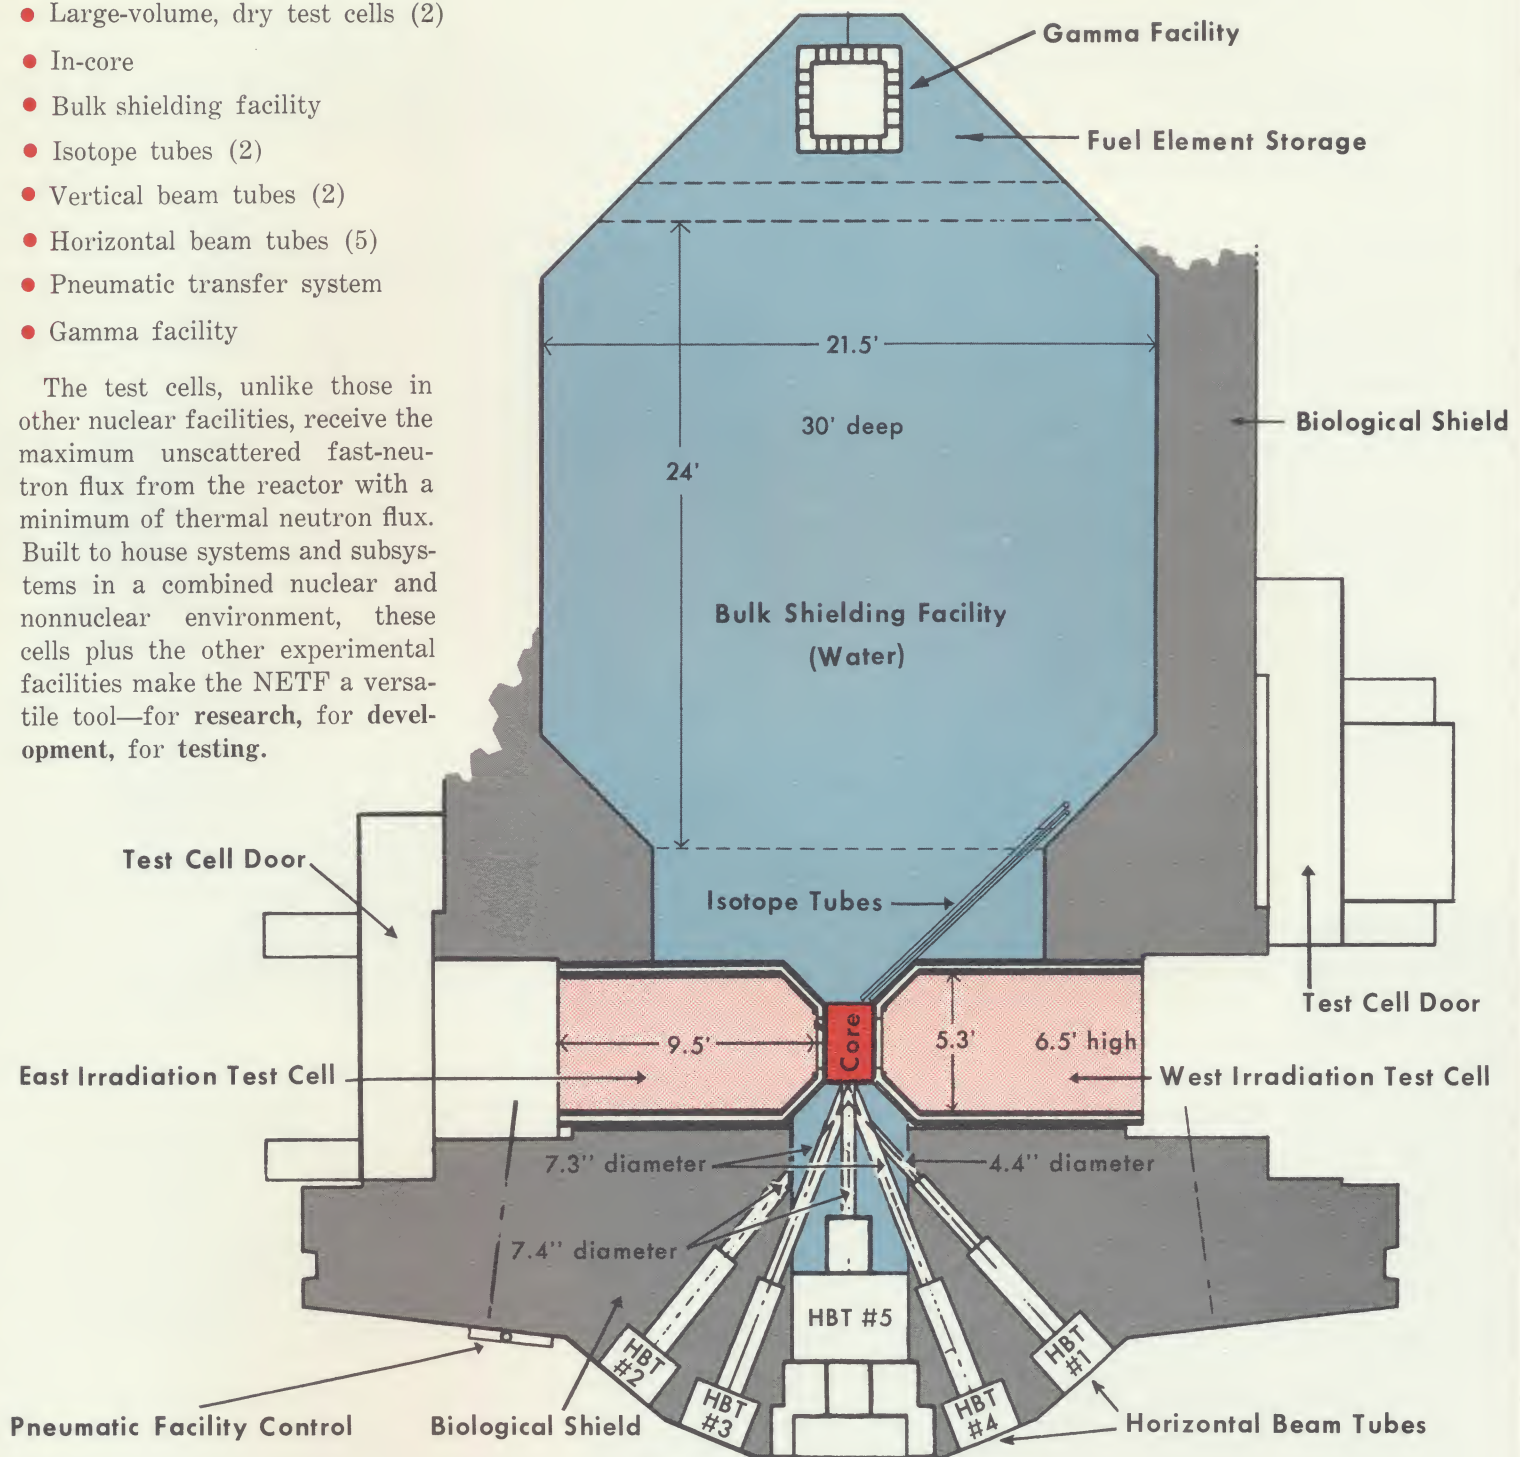 • Large-volume, dry test cells (2)
• In-core
• Bulk shielding facility
• Isotope tubes (2)
• Vertical beam tubes (2)
• Horizontal beam tubes (5)
• Pneumatic transfer system
• Gamma facility
The test cells, unlike those in
other nuclear facilities, receive the
maximum unscattered fast-neu-
tron flux from the reactor with a
minimum of thermal neutron flux.
Built to house systems and subsys-
tems in a combined nuclear and
nonnuclear environment, these
cells plus the other experimental
facilities make the NETF a versa-
tile tool—for research, for devel-
opment, for testing.
Gamma Facility
Fuel Element Storage
21.5'
30' deep
Biological Shield
24'
Bulk Shielding Facility
(Water)
Test Cell Door
Isotope Tubes
Test Cell Door
Core
9.5'
5.3'
6.5' high
East Irradiation Test Cell
West Irradiation Test Cell
7.3'' diameter
4.4'' diameter
7.4'' diameter
HBT #5
HBT
#2
HBT
#3
HBT
#4
HBT
#1
Pneumatic Facility Control
Biological Shield
Horizontal Beam Tubes